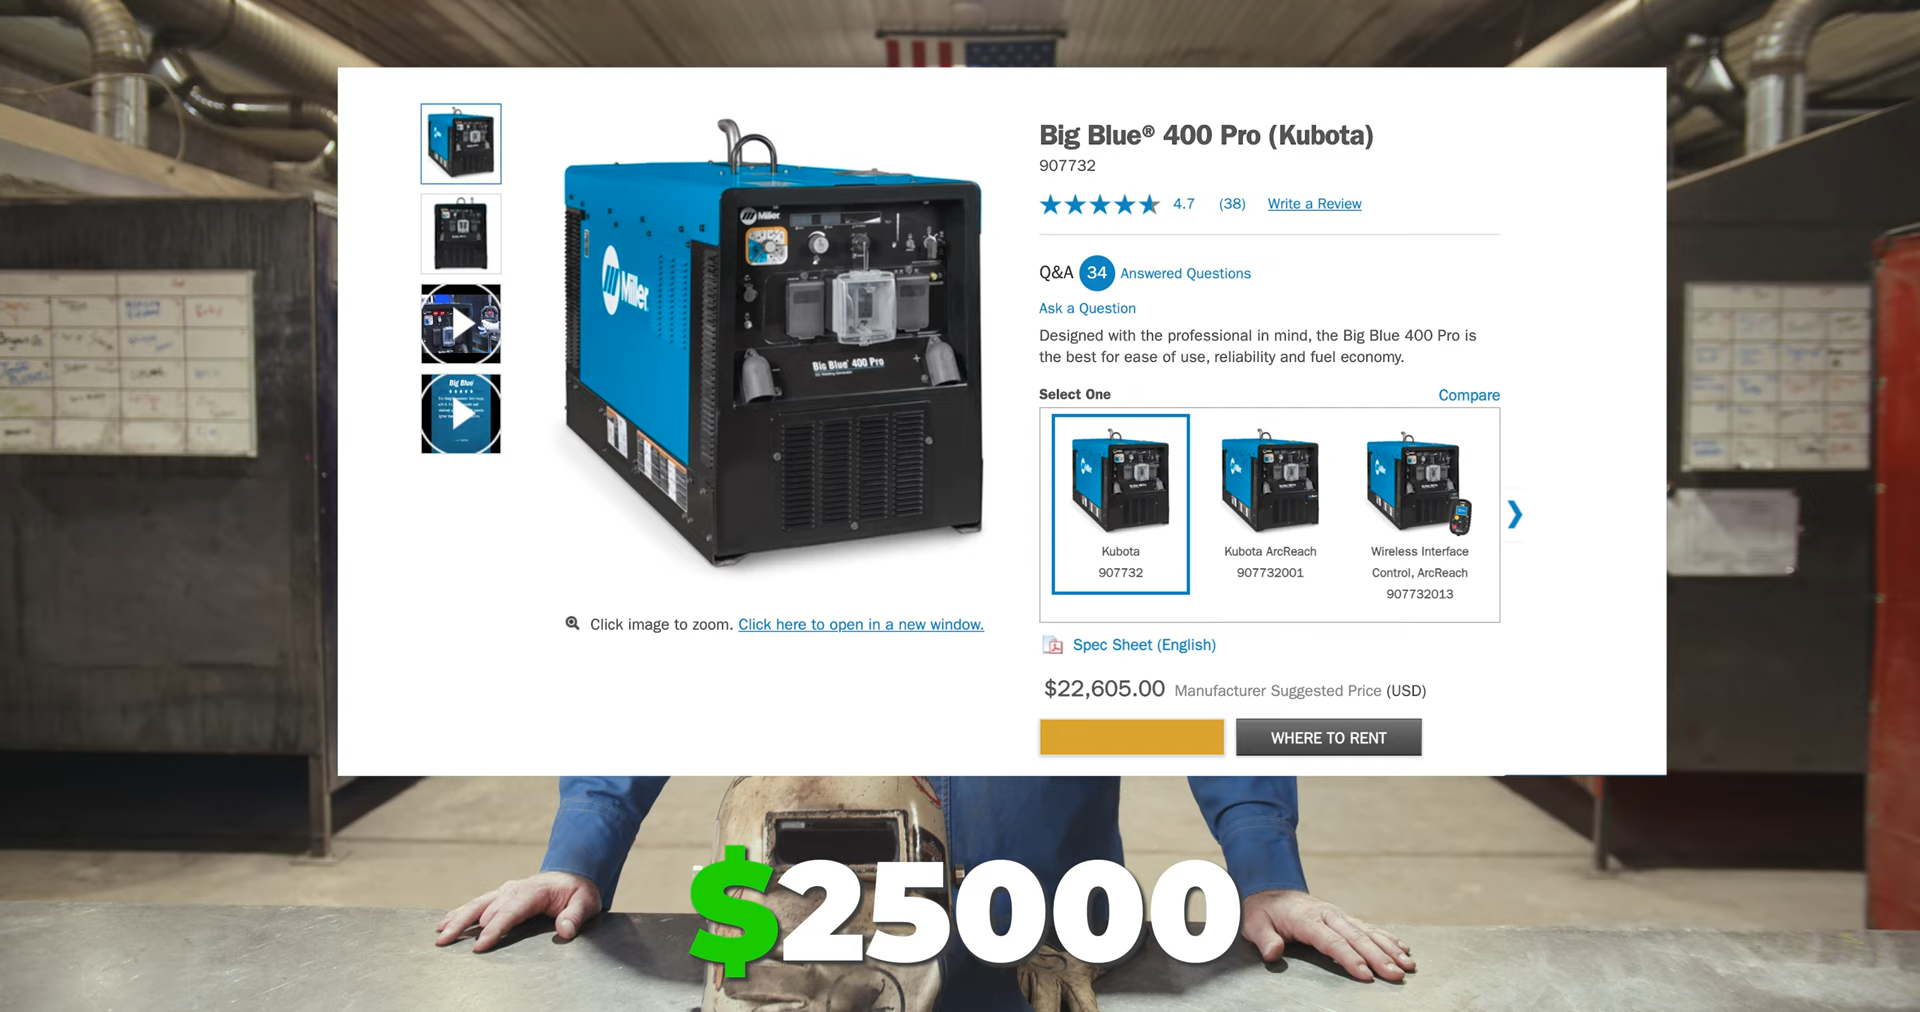 Big Blue® 400 Pro (Kubota)
907732
4.7 (38) Write a Review
Q&A 34 Answered Questions
Ask a Question
Designed with the professional in mind, the Big Blue 400 Pro is
the best for ease of use, reliability and fuel economy.
Select One
Compare
Kubota
907732
Kubota ArcReach
907732001
Wireless Interface
Control, ArcReach
907732013
Spec Sheet (English)
$22,605.00 Manufacturer Suggested Price (USD)
WHERE TO RENT
Miller
Miller
Big Blue® 400 Pro
Click image to zoom. Click here to open in a new window.
Big Blue
$25000